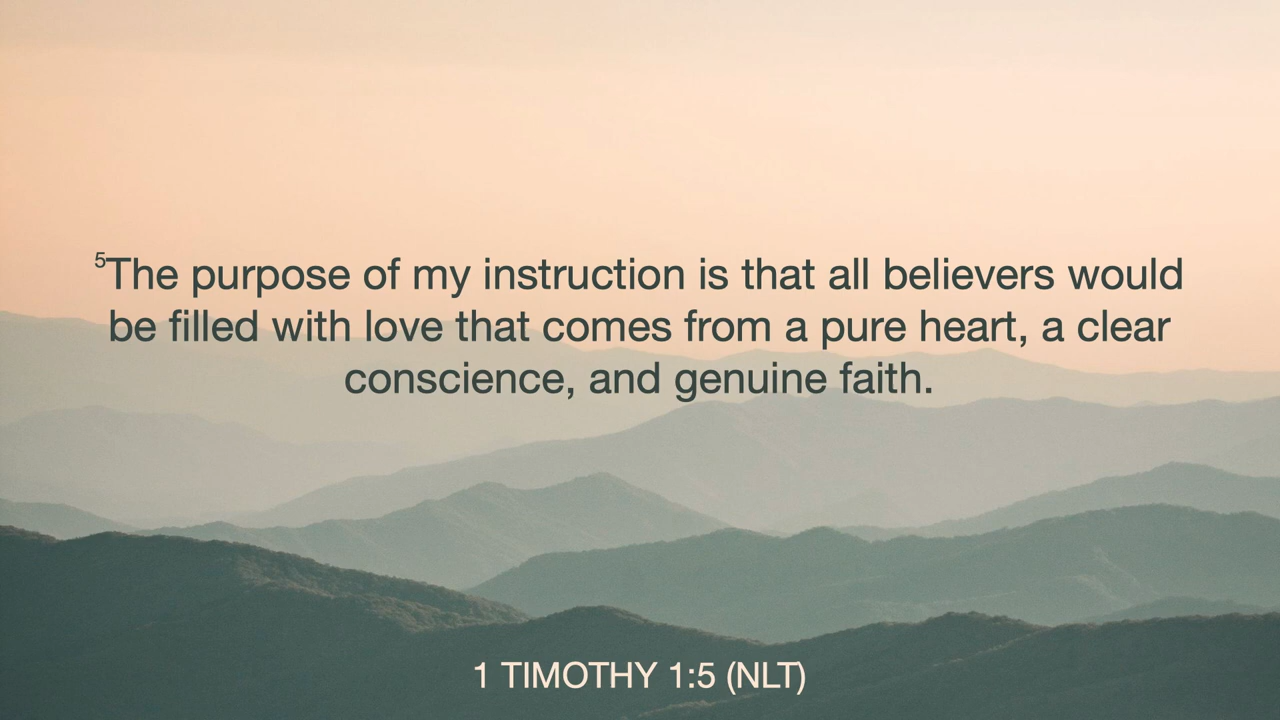 ⁵The purpose of my instruction is that all believers would
be filled with love that comes from a pure heart, a clear
conscience, and genuine faith.
1 TIMOTHY 1:5 (NLT)